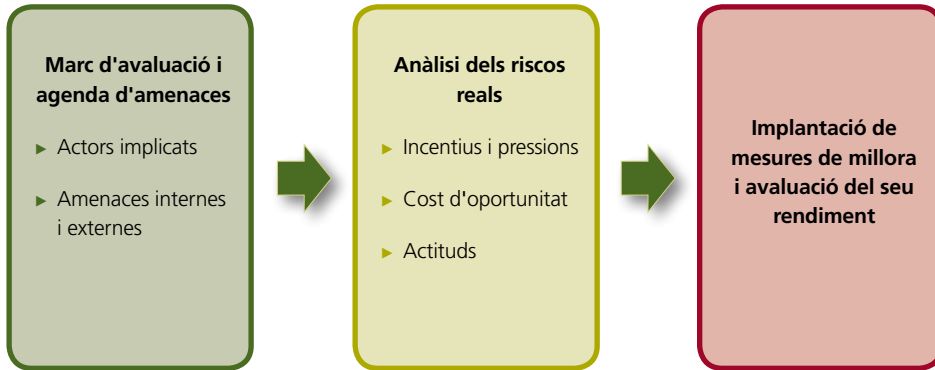 Marc d'avaluació i
agenda d'amenaces
► Actors implicats
► Amenaces internes
i externes
Anàlisi dels riscos
reals
► Incentius i pressions
► Cost d'oportunitat
► Actituds
Implantació de
mesures de millora
i avaluació del seu
rendiment